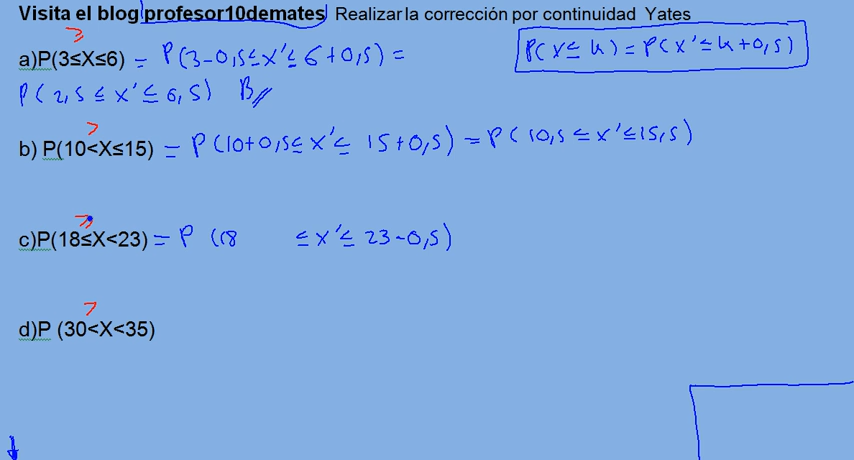 Visita el blog profesor10demates Realizar la corrección por continuidad Yates
P(X ≤ k) = P(X' ≤ k + 0,5)
a)P(3≤X≤6) = P(3-0,5 ≤ X' ≤ 6+0,5) =
P(2,5 ≤ X' ≤ 6,5) B
b) P(10<X≤15) = P(10+0,5 ≤ X' ≤ 15+0,5) = P(10,5 ≤ X' ≤ 15,5)
c)P(18≤X<23) = P (18 ≤ X' ≤ 23-0,5)
d)P (30<X<35)